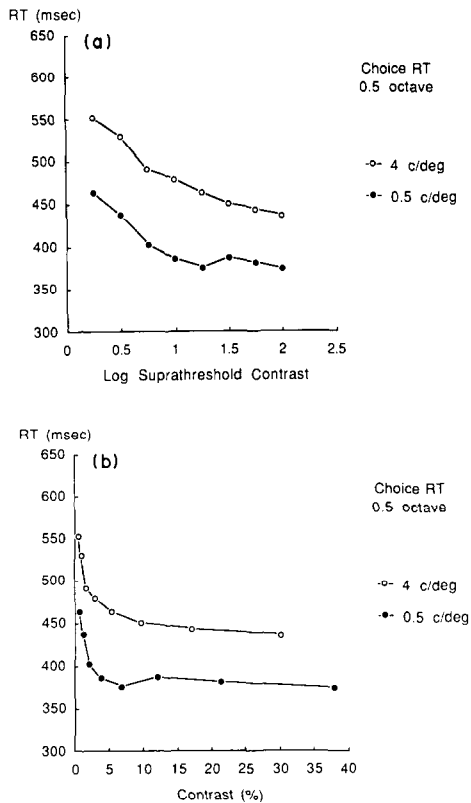 RT (msec)
(a)
650
600
550
500
450
400
350
300
0 0.5 1 1.5 2 2.5
Log Suprathreshold Contrast
Choice RT
0.5 octave
4 c/deg
0.5 c/deg
RT (msec)
(b)
650
600
550
500
450
400
350
300
0 5 10 15 20 25 30 35 40
Contrast (%)
Choice RT
0.5 octave
4 c/deg
0.5 c/deg